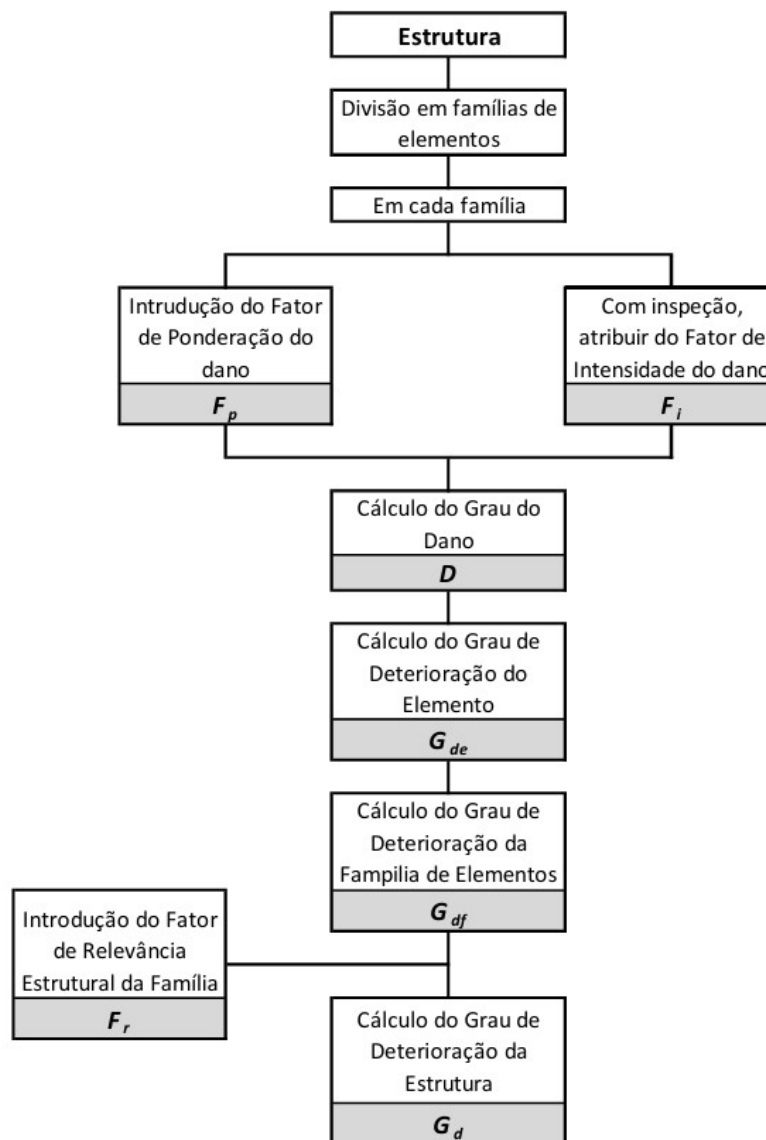 Estrutura
Divisão em famílias de
elementos
Em cada família
Intrudução do Fator
de Ponderação do
dano
F p
Com inspeção,
atribuir do Fator de
Intensidade do dano
F i
Cálculo do Grau do
Dano
D
Cálculo do Grau de
Deterioração do
Elemento
G de
Cálculo do Grau de
Deterioração da
Fampilia de Elementos
G df
Introdução do Fator
de Relevância
Estrutural da Família
F r
Cálculo do Grau de
Deterioração da
Estrutura
G d